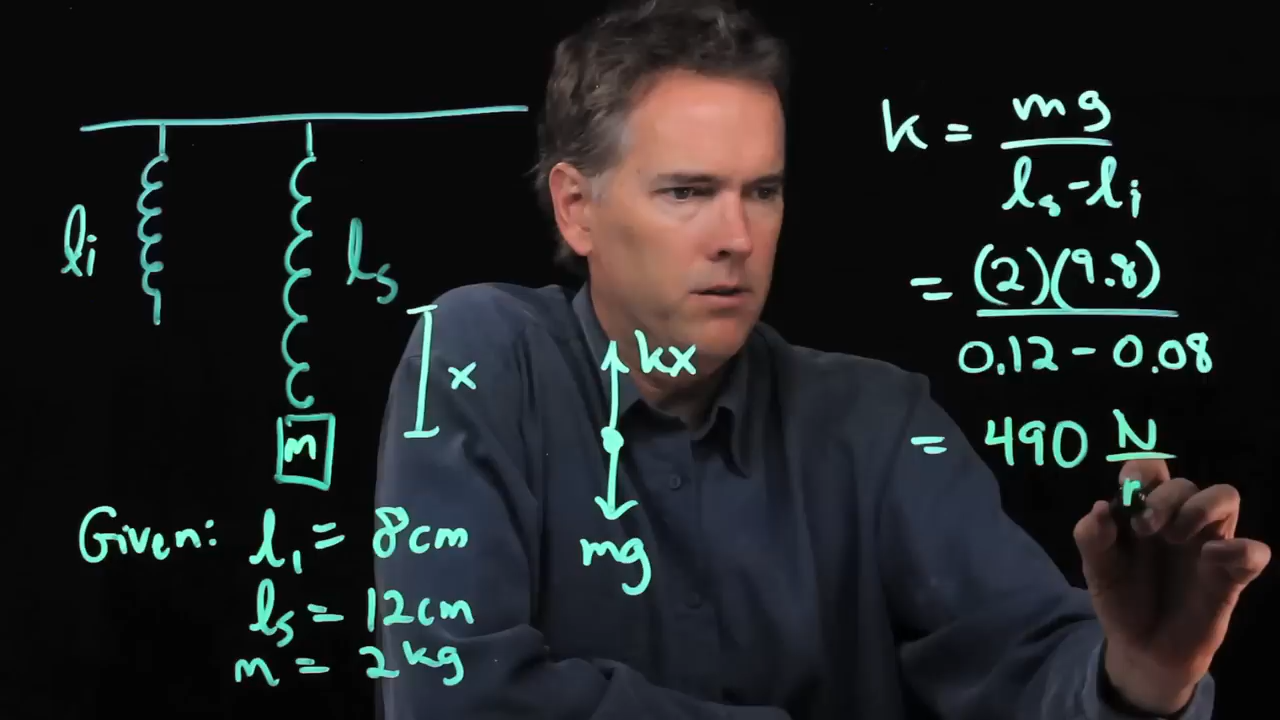 li
ls
x
m
kx
mg
Given: l₁ = 8cm
ls = 12cm
m = 2kg
k = mg / ls - li
= (2)(9.8) / 0.12 - 0.08
= 490 N /